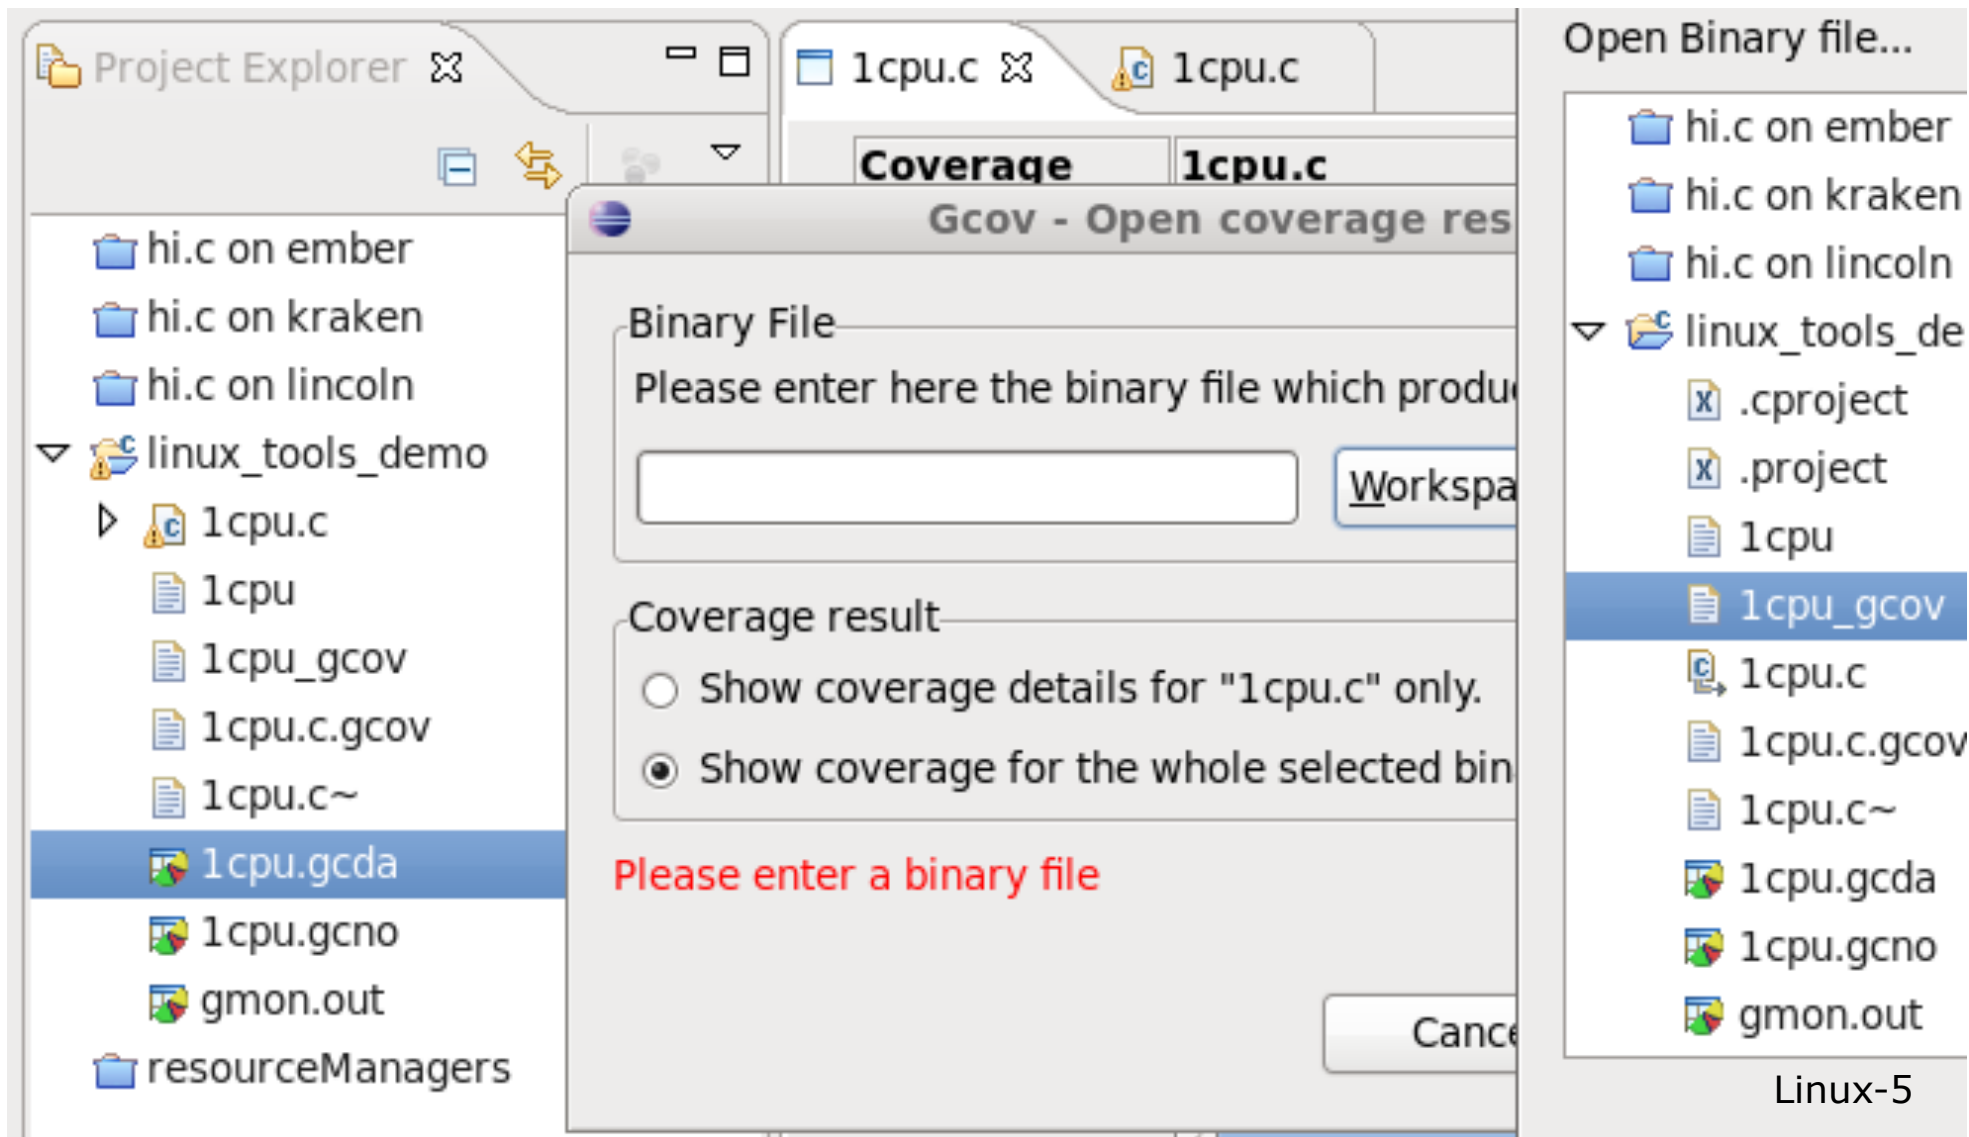 Project Explorer
1cpu.c
1cpu.c
Coverage
1cpu.c
hi.c on ember
hi.c on kraken
hi.c on lincoln
linux_tools_demo
1cpu.c
1cpu
1cpu_gcov
1cpu.c.gcov
1cpu.c~
1cpu.gcda
1cpu.gcno
gmon.out
resourceManagers
Gcov - Open coverage res
Binary File
Please enter here the binary file which produ
Workspa
Coverage result
Show coverage details for "1cpu.c" only.
Show coverage for the whole selected bin
Please enter a binary file
Cance
Open Binary file...
hi.c on ember
hi.c on kraken
hi.c on lincoln
linux_tools_de
.cproject
.project
1cpu
1cpu_gcov
1cpu.c
1cpu.c.gcov
1cpu.c~
1cpu.gcda
1cpu.gcno
gmon.out
Linux-5